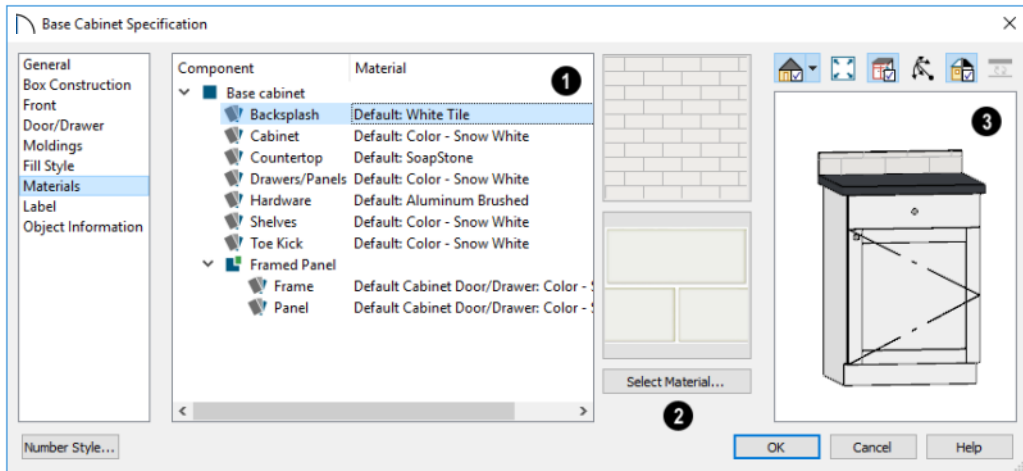 Base Cabinet Specification
General
Box Construction
Front
Door/Drawer
Moldings
Fill Style
Materials
Label
Object Information
Number Style...
Component Material
1
Base cabinet
Backsplash Default: White Tile
Cabinet Default: Color - Snow White
Countertop Default: SoapStone
Drawers/Panels Default: Color - Snow White
Hardware Default: Aluminum Brushed
Shelves Default: Color - Snow White
Toe Kick Default: Color - Snow White
Framed Panel
Frame Default Cabinet Door/Drawer: Color -
Panel Default Cabinet Door/Drawer: Color -
Select Material...
2
3
OK Cancel Help